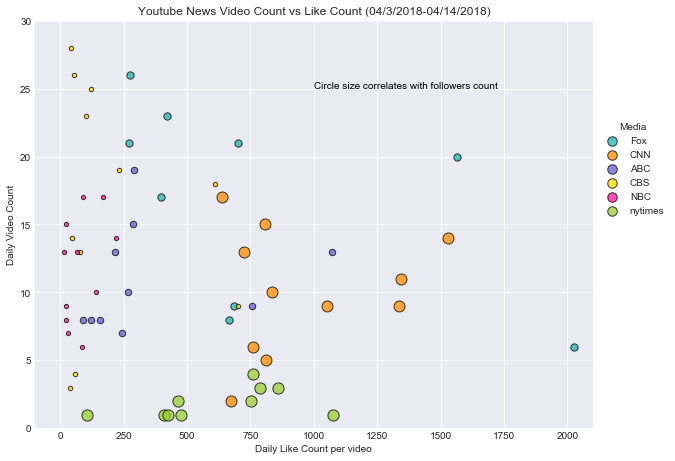 Youtube News Video Count vs Like Count (04/3/2018-04/14/2018)
30
25
20
15
10
5
0
Daily Video Count
Circle size correlates with followers count
0
250
500
750
1000
1250
1500
1750
2000
Daily Like Count per video
Media
Fox
CNN
ABC
CBS
NBC
nytimes